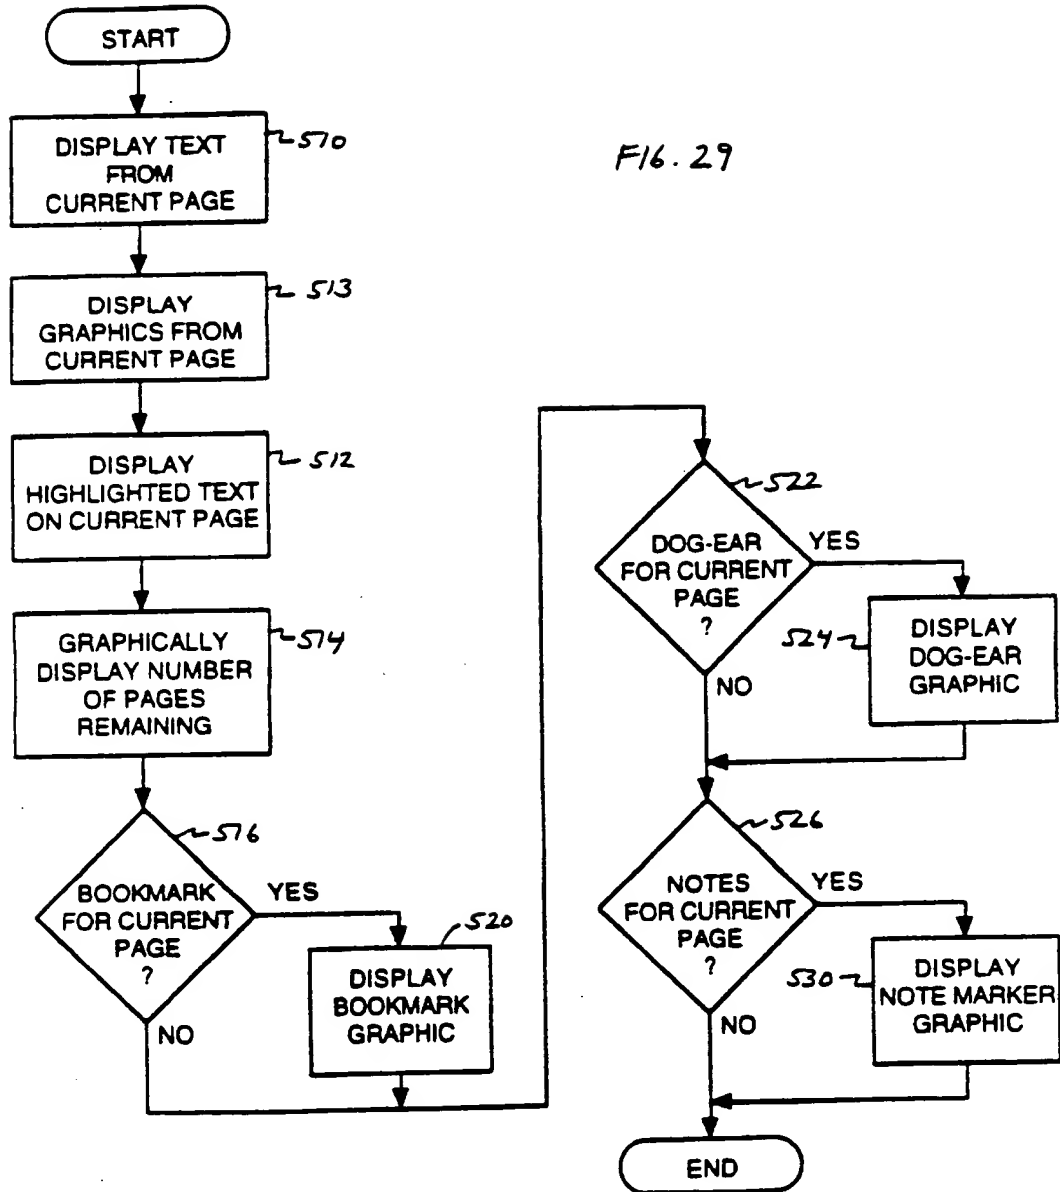 START
DISPLAY TEXT
FROM
CURRENT PAGE
510
FIG. 29
DISPLAY
GRAPHICS FROM
CURRENT PAGE
513
DISPLAY
HIGHLIGHTED TEXT
ON CURRENT PAGE
512
GRAPHICALLY
DISPLAY NUMBER
OF PAGES
REMAINING
514
516
BOOKMARK
FOR CURRENT
PAGE
?
YES
NO
520
DISPLAY
BOOKMARK
GRAPHIC
522
DOG-EAR
FOR CURRENT
PAGE
?
YES
NO
524
DISPLAY
DOG-EAR
GRAPHIC
526
NOTES
FOR CURRENT
PAGE
?
YES
NO
530
DISPLAY
NOTE MARKER
GRAPHIC
END